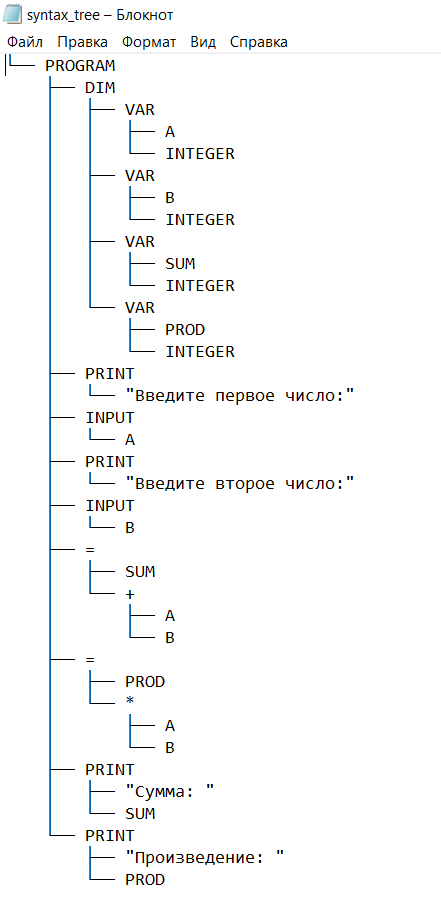 syntax_tree – Блокнот
Файл Правка Формат Вид Справка
└── PROGRAM
    ├── DIM
    │   ├── VAR
    │   │   ├── A
    │   │   └── INTEGER
    │   ├── VAR
    │   │   ├── B
    │   │   └── INTEGER
    │   ├── VAR
    │   │   ├── SUM
    │   │   └── INTEGER
    │   └── VAR
    │       ├── PROD
    │       └── INTEGER
    ├── PRINT
    │   └── "Введите первое число:"
    ├── INPUT
    │   └── A
    ├── PRINT
    │   └── "Введите второе число:"
    ├── INPUT
    │   └── B
    ├── =
    │   ├── SUM
    │   └── +
    │       ├── A
    │       └── B
    ├── =
    │   ├── PROD
    │   └── *
    │       ├── A
    │       └── B
    ├── PRINT
    │   ├── "Сумма: "
    │   └── SUM
    └── PRINT
        ├── "Произведение: "
        └── PROD